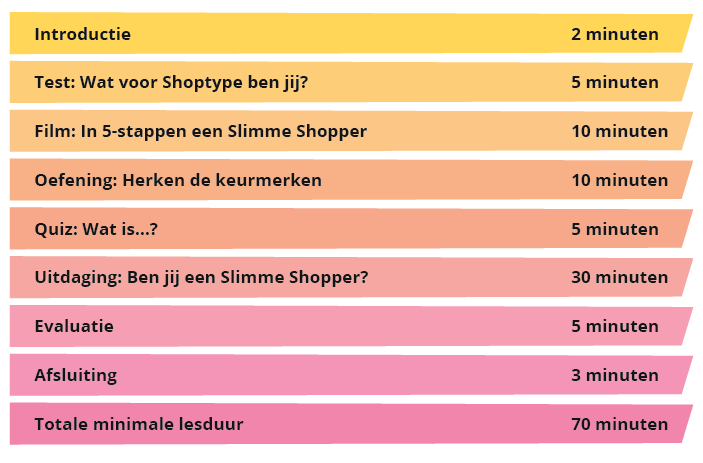 Introductie 2 minuten
Test: Wat voor Shoptype ben jij? 5 minuten
Film: In 5-stappen een Slimme Shopper 10 minuten
Oefening: Herken de keurmerken 10 minuten
Quiz: Wat is...? 5 minuten
Uitdaging: Ben jij een Slimme Shopper? 30 minuten
Evaluatie 5 minuten
Afsluiting 3 minuten
Totale minimale lesduur 70 minuten